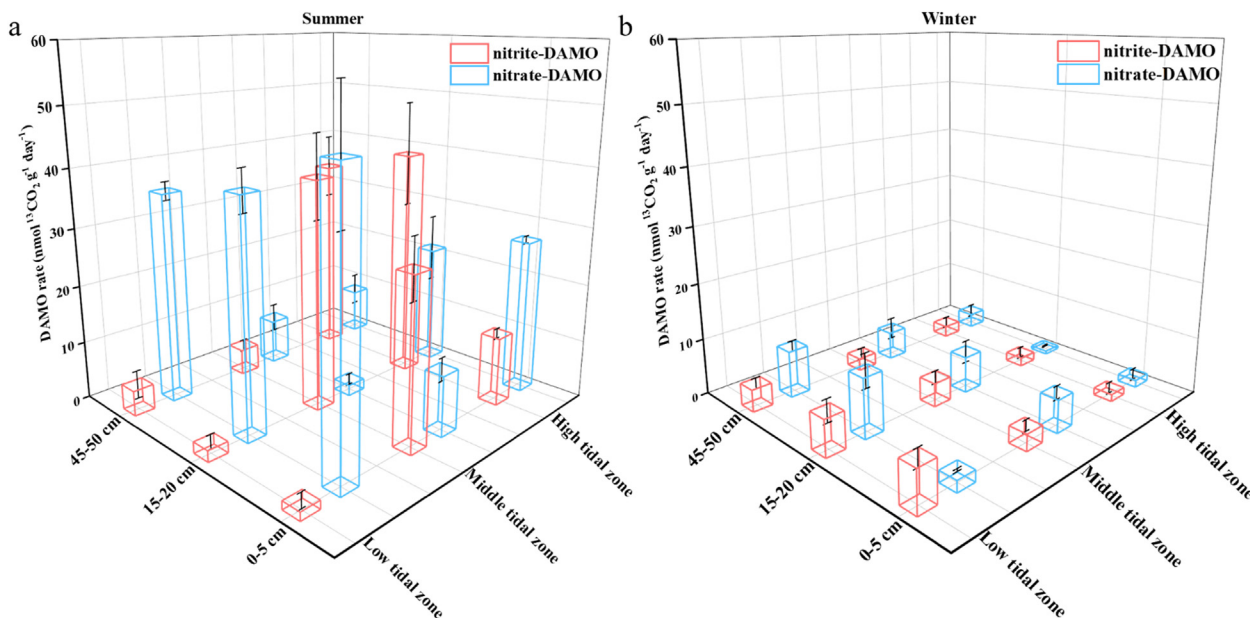 a
Summer
nitrite-DAMO
nitrate-DAMO
DAMO rate (nmol ¹³CO₂ g⁻¹ day⁻¹)
60
50
40
30
20
10
0
45-50 cm
15-20 cm
0-5 cm
Low tidal zone
Middle tidal zone
High tidal zone
b
Winter
nitrite-DAMO
nitrate-DAMO
DAMO rate (nmol ¹³CO₂ g⁻¹ day⁻¹)
60
50
40
30
20
10
0
45-50 cm
15-20 cm
0-5 cm
Low tidal zone
Middle tidal zone
High tidal zone